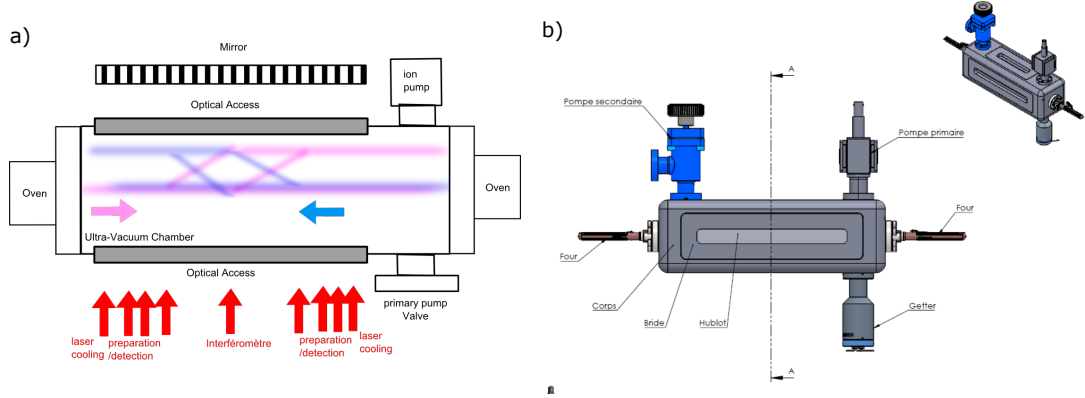 a)
Mirror
ion
pump
Optical Access
Oven
Oven
Ultra-Vacuum Chamber
Optical Access
primary pump
Valve
laser
cooling
preparation
/detection
Interféromètre
preparation
/detection
laser
cooling
b)
A
Pompe secondaire
Pompe primaire
Four
Four
Corps
Bride
Hublot
Getter
A